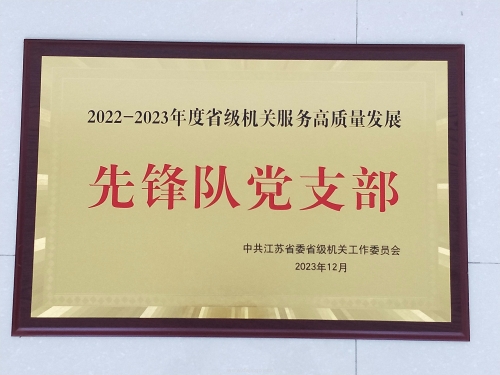 2022-2023年度省级机关服务高质量发展
先锋队党支部
中共江苏省委省级机关工作委员会
2023年12月